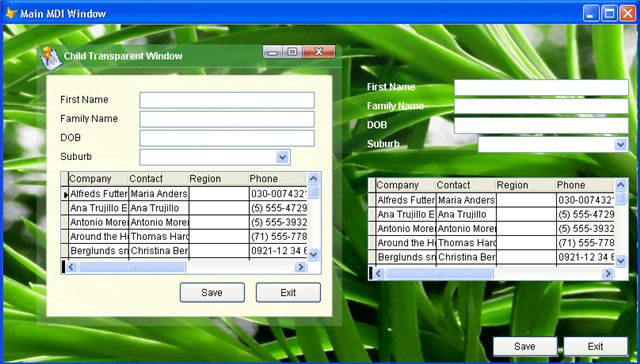 Main MDI Window
Child Transparent Window
First Name
Family Name
DOB
Suburb
Company Contact Region Phone
Alfreds Futter Maria Anders 030-0074321
Ana Trujillo E Ana Trujillo (5) 555-4729
Antonio Moren Antonio Moren (5) 555-3932
Around the H Thomas Hard (71) 555-778
Berglunds sn Christina Ber 0921-12 34 6
Save Exit
First Name
Family Name
DOB
Suburb
Company Contact Region Phone
Alfreds Futter Maria Anders 030-0074321
Ana Trujillo E Ana Trujillo (5) 555-4729
Antonio Moren Antonio Moren (5) 555-3932
Around the H Thomas Hard (71) 555-778
Berglunds sn Christina Ber 0921-12 34 6
Save Exit